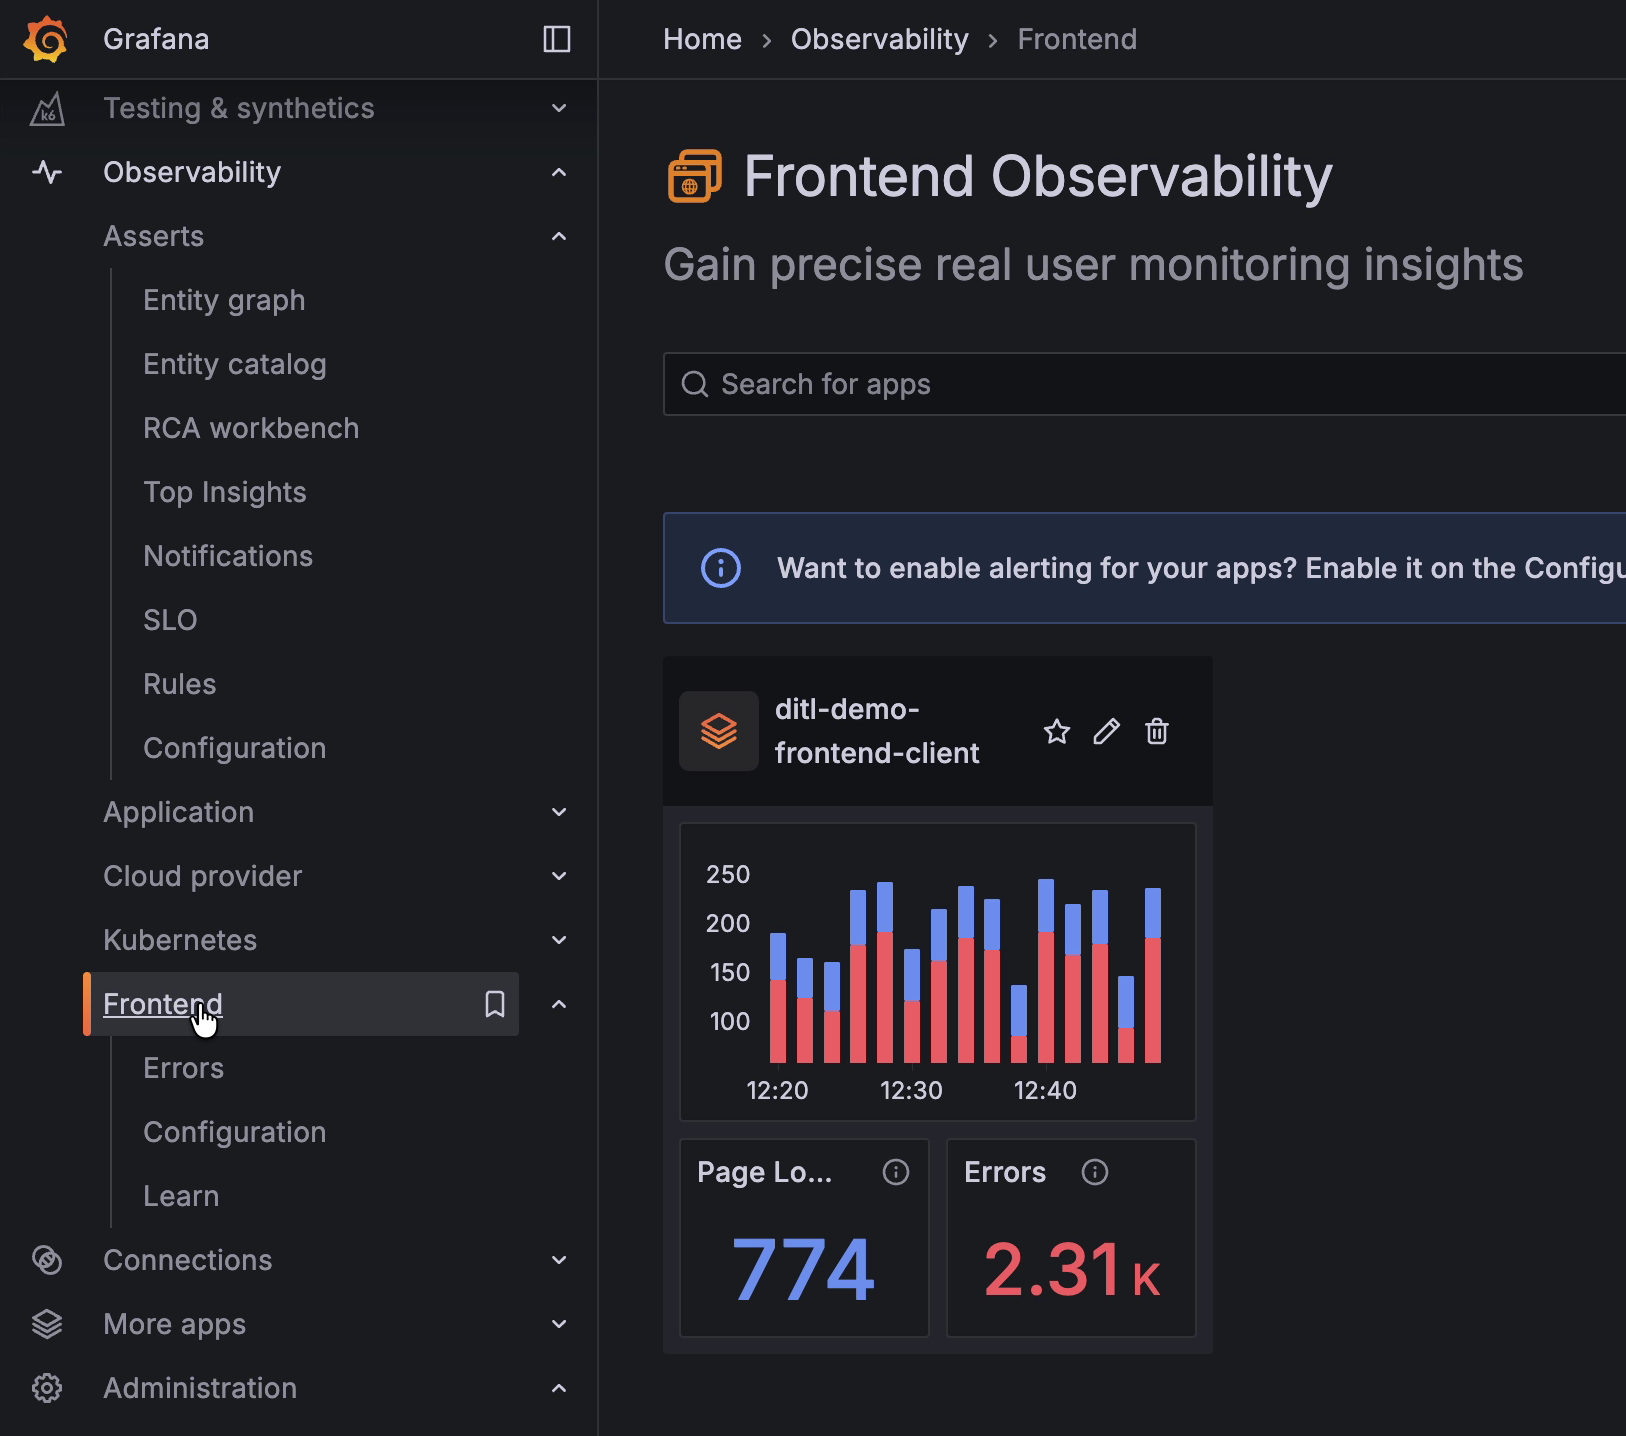 Grafana
Home › Observability › Frontend
k6
Testing & synthetics
Observability
Asserts
Entity graph
Entity catalog
RCA workbench
Top Insights
Notifications
SLO
Rules
Configuration
Application
Cloud provider
Kubernetes
Frontend
Errors
Configuration
Learn
Connections
More apps
Administration
Frontend Observability
Gain precise real user monitoring insights
Search for apps
Want to enable alerting for your apps? Enable it on the Configu
ditl-demo-
frontend-client
250
200
150
100
12:20 12:30 12:40
Page Lo...
774
Errors
2.31 K